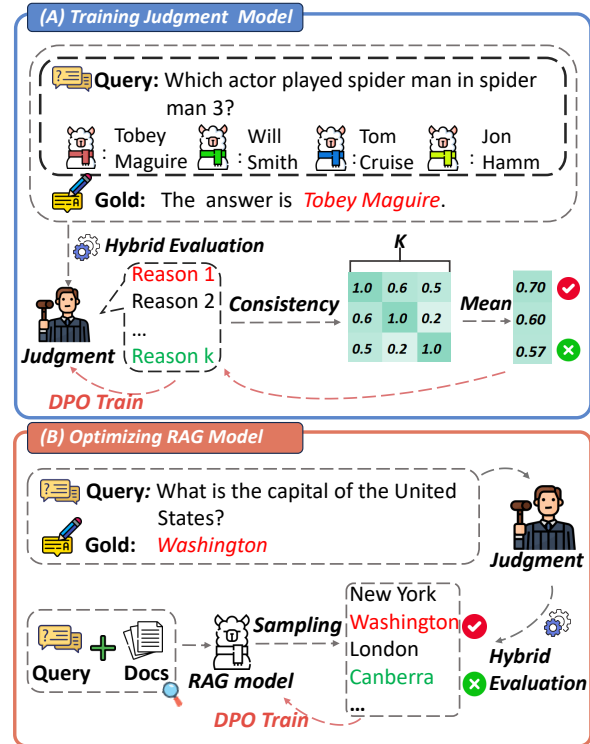 (A) Training Judgment Model
Query: Which actor played spider man in spider
man 3?
: Tobey Maguire
: Will Smith
: Tom Cruise
: Jon Hamm
Gold: The answer is Tobey Maguire.
Hybrid Evaluation
Judgment
Reason 1
Reason 2
...
Reason k
DPO Train
Consistency
K
1.0 0.6 0.5
0.6 1.0 0.2
0.5 0.2 1.0
Mean
0.70
0.60
0.57
(B) Optimizing RAG Model
Query: What is the capital of the United
States?
Gold: Washington
Judgment
Query + Docs
RAG model
Sampling
New York
Washington
London
Canberra
...
Hybrid
Evaluation
DPO Train